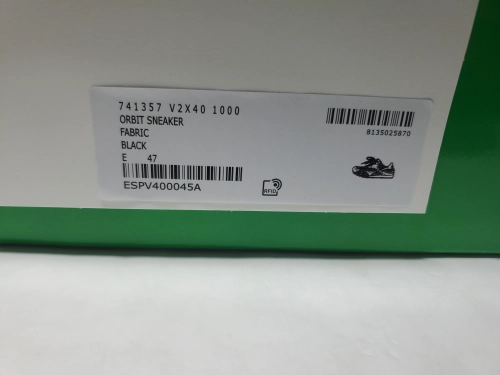 741357 V2X40 1000
ORBIT SNEAKER
FABRIC
BLACK
E 47
ESPV400045A
8135025870
RFID